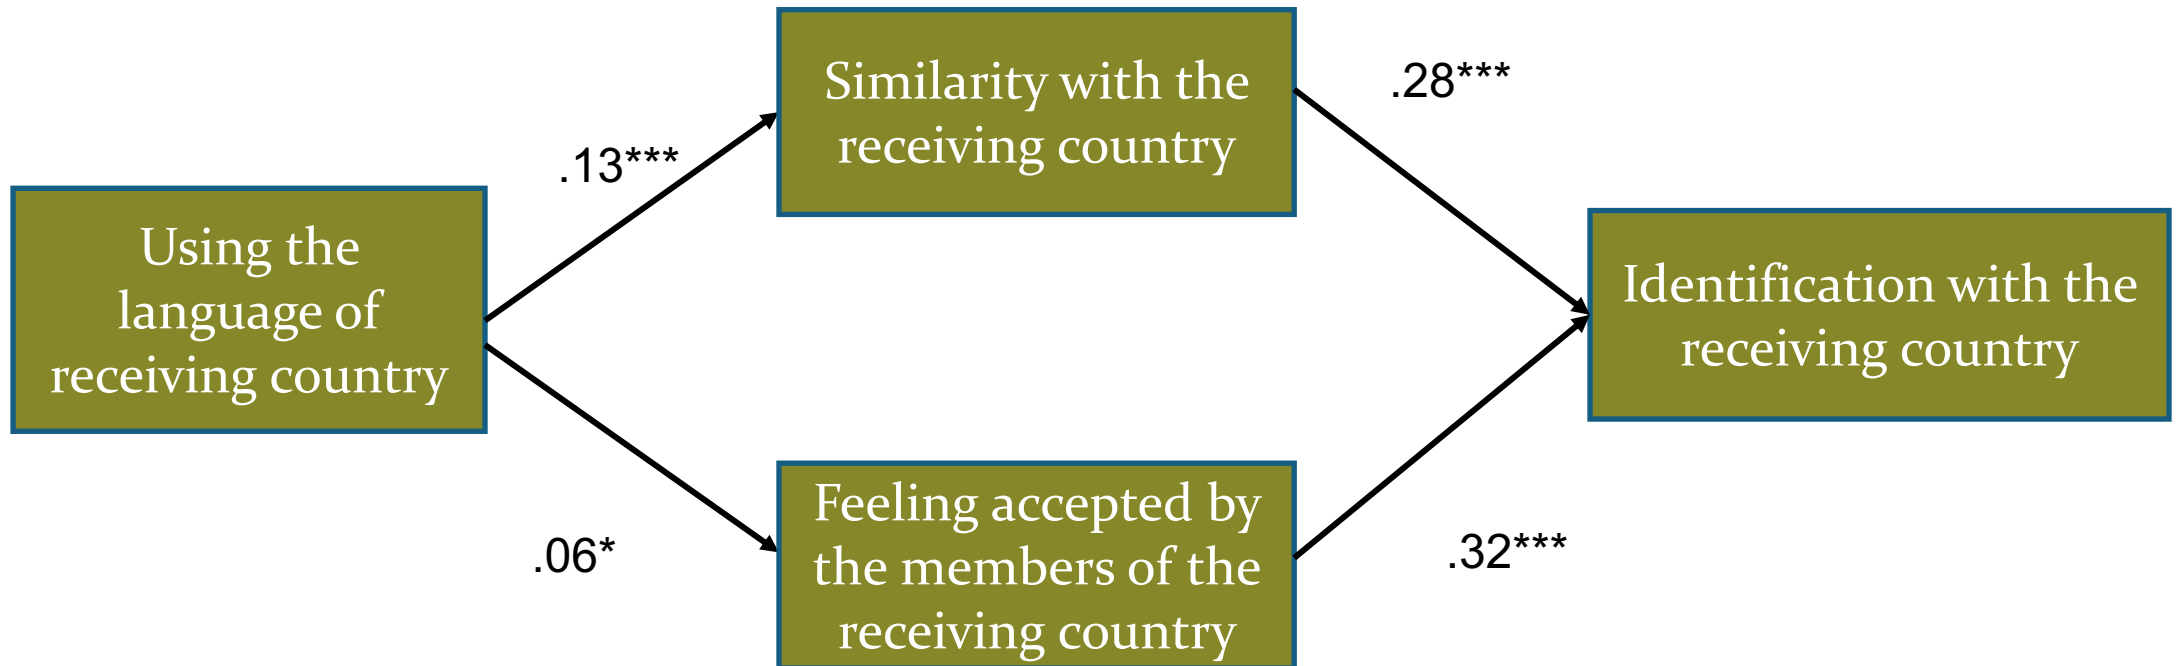 Similarity with the
receiving country
.28***
.13***
Using the
language of
receiving country
Identification with the
receiving country
Feeling accepted by
the members of the
receiving country
.06*
.32***